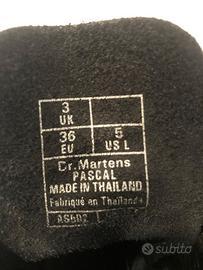 3
UK
36 5
EU US L
Dr.Martens
PASCAL
MADE IN THAILAND
Fabriqué en Thaïlande
subito